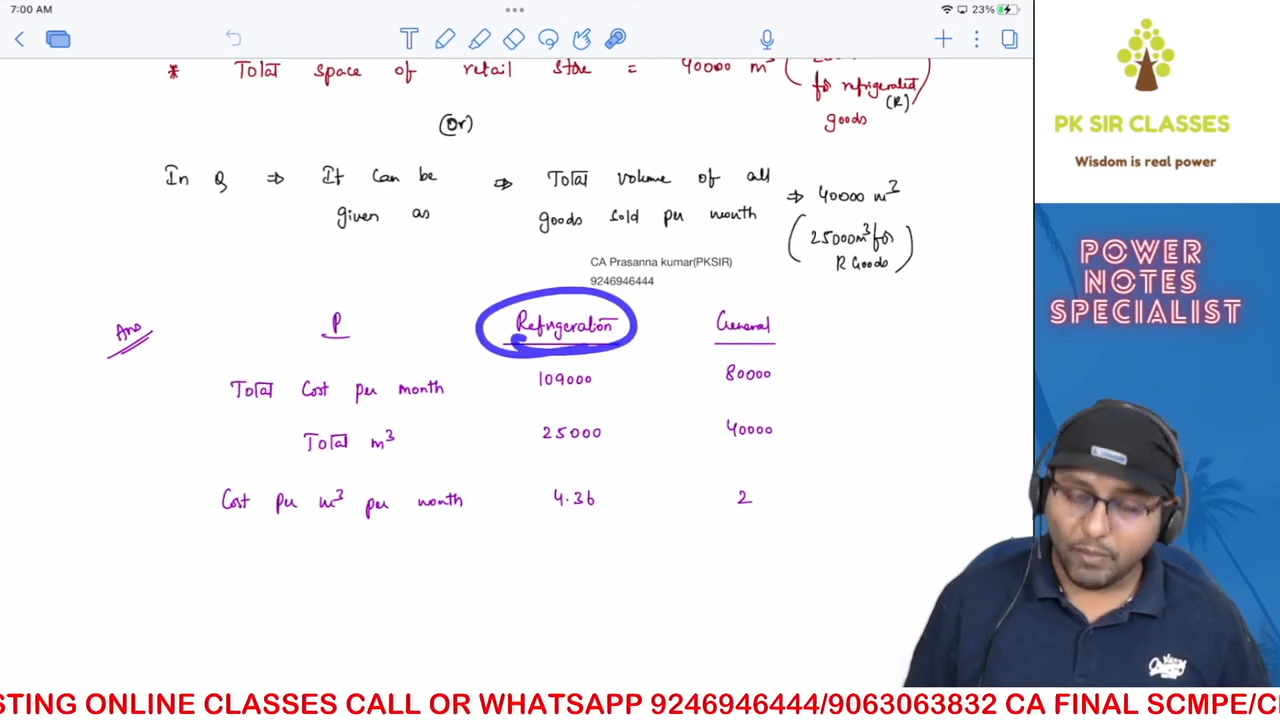 7:00 AM
23%
* Total space of retail store = 40000 m³
for refrigerated
(R)
goods
(Or)
In Q ⇒ It can be given as ⇒ Total volume of all goods sold per month ⇒ 40000 m³
(25000m³ for R Goods)
CA Prasanna kumar(PKSIR)
9246946444
Ans P Refrigeration General
Total Cost per month 109000 80000
Total m³ 25000 40000
Cost per m³ per month 4.36 2
PK SIR CLASSES
Wisdom is real power
POWER
NOTES
SPECIALIST
STING ONLINE CLASSES CALL OR WHATSAPP 9246946444/9063063832 CA FINAL SCMPE/C